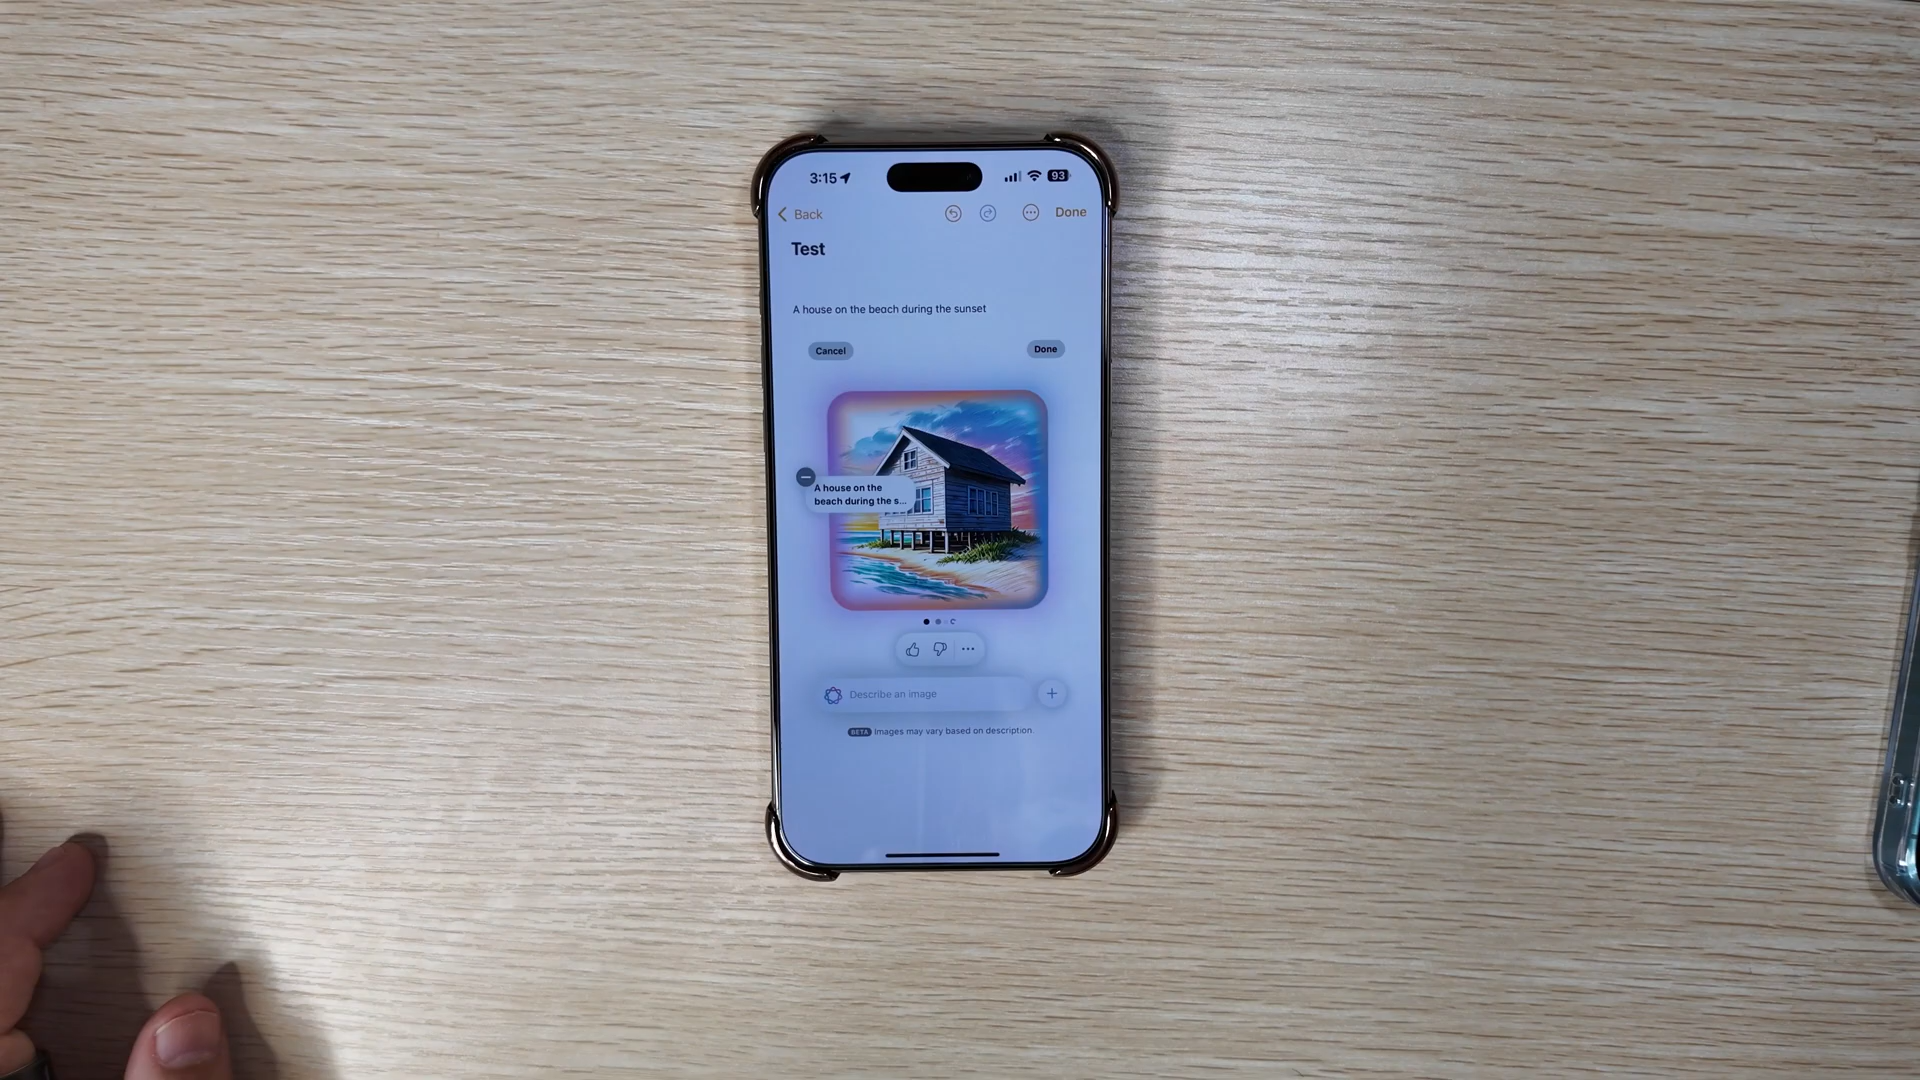 3:15
93
Back
Done
Test
A house on the beach during the sunset
Cancel
Done
A house on the
beach during the s...
Describe an image
BETA Images may vary based on description